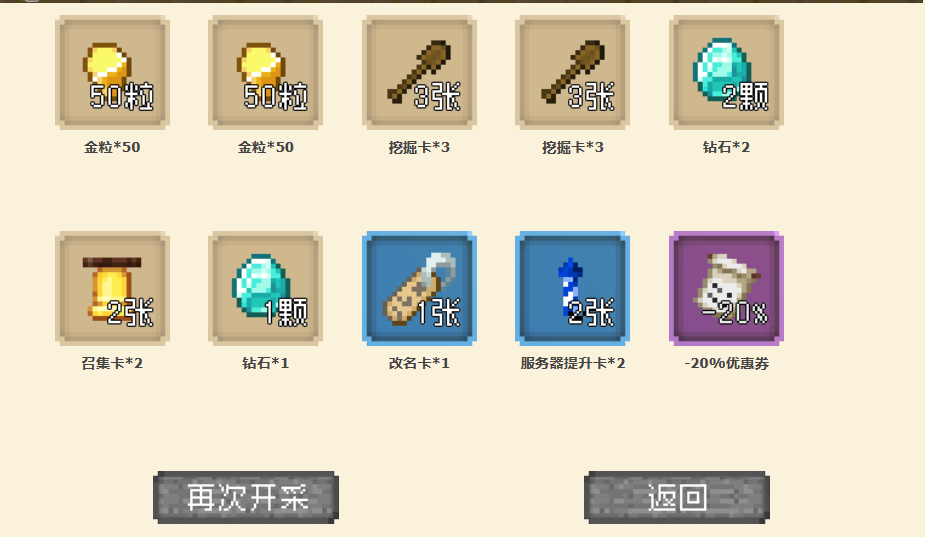 50粒
50粒
3张
3张
2颗
金粒*50
金粒*50
挖掘卡*3
挖掘卡*3
钻石*2
2张
1颗
1张
2张
-20%
召集卡*2
钻石*1
改名卡*1
服务器提升卡*2
-20%优惠券
再次开采
返回